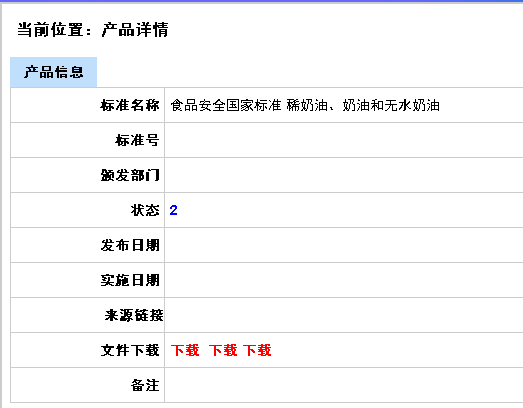 当前位置：产品详情
产品信息
标准名称 食品安全国家标准 稀奶油、奶油和无水奶油
标准号
颁发部门
状态 2
发布日期
实施日期
来源链接
文件下载 下载 下载 下载
备注